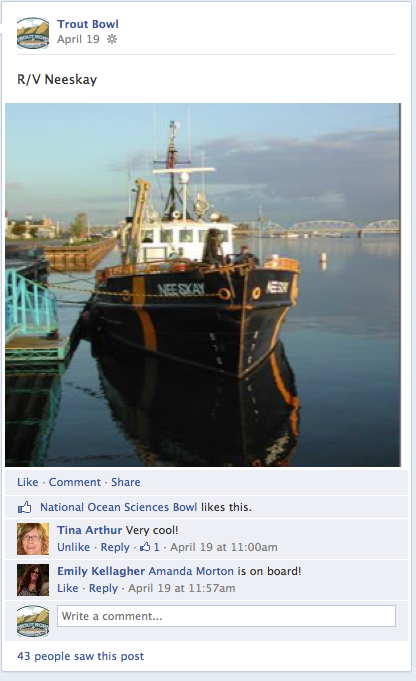 Trout Bowl
April 19
R/V Neeskay
NEESKAY
NEESKAY
Like · Comment · Share
National Ocean Sciences Bowl likes this.
Tina Arthur Very cool!
Unlike · Reply · 1 · April 19 at 11:00am
Emily Kellagher Amanda Morton is on board!
Like · Reply · April 19 at 11:57am
Write a comment...
43 people saw this post